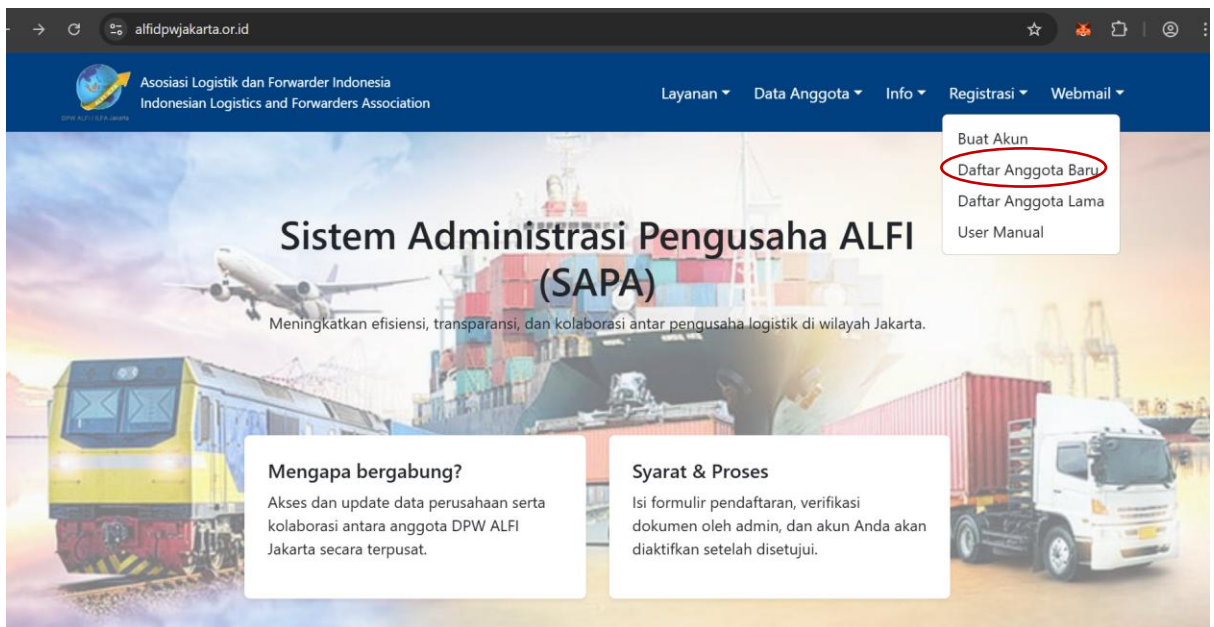 alfidpwjakarta.or.id
Asosiasi Logistik dan Forwarder Indonesia
Indonesian Logistics and Forwarders Association
DPW ALFI / ILFA Jakarta
Layanan Data Anggota Info Registrasi Webmail
Buat Akun
Daftar Anggota Baru
Daftar Anggota Lama
User Manual
Sistem Administrasi Pengusaha ALFI
(SAPA)
Meningkatkan efisiensi, transparansi, dan kolaborasi antar pengusaha logistik di wilayah Jakarta.
Mengapa bergabung?
Akses dan update data perusahaan serta
kolaborasi antara anggota DPW ALFI
Jakarta secara terpusat.
Syarat & Proses
Isi formulir pendaftaran, verifikasi
dokumen oleh admin, dan akun Anda akan
diaktifkan setelah disetujui.